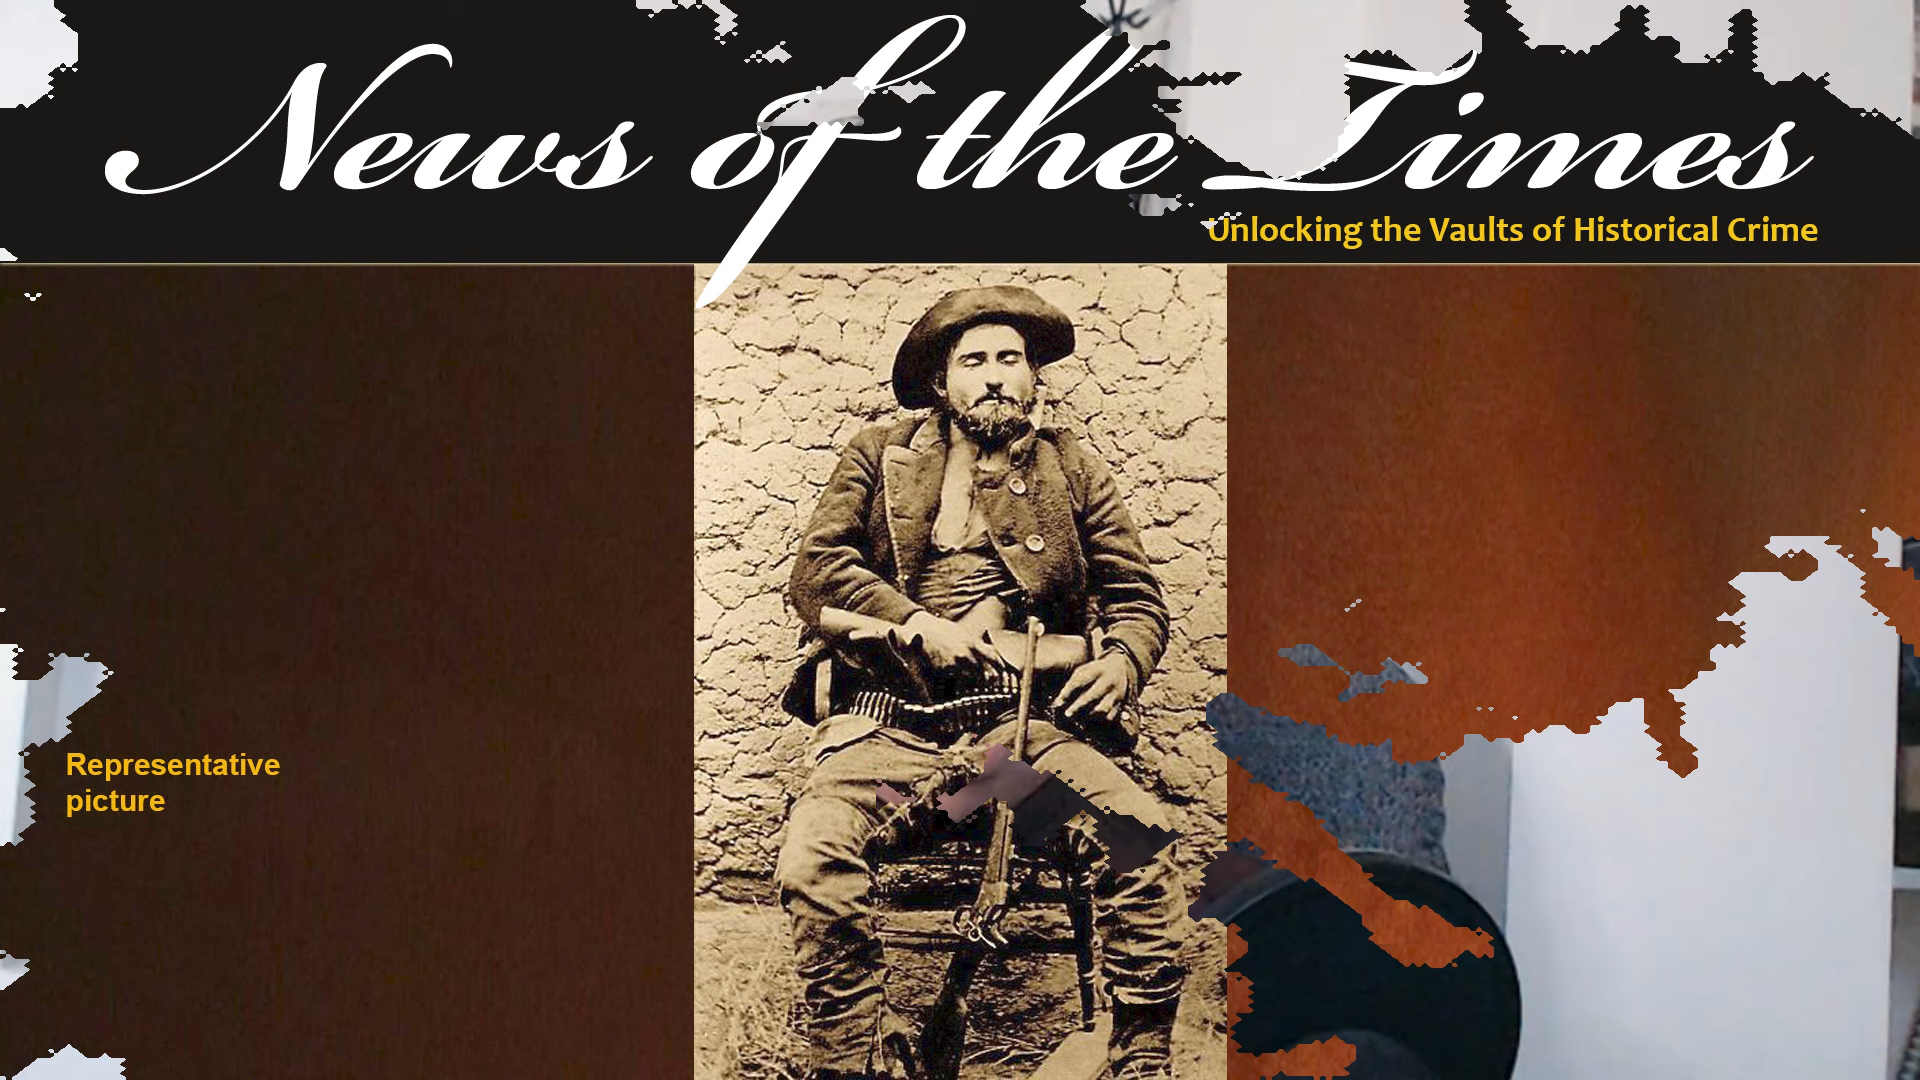 News of the Times
Unlocking the Vaults of Historical Crime
Representative
picture